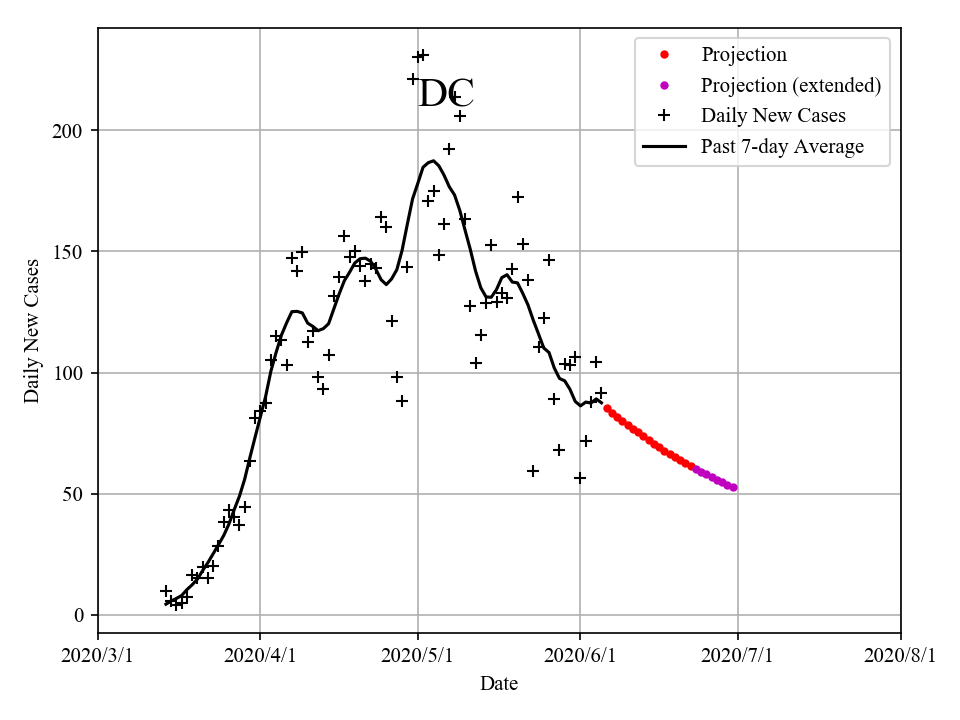 DC
Projection
Projection (extended)
Daily New Cases
Past 7-day Average
Daily New Cases
200
150
100
50
0
2020/3/1 2020/4/1 2020/5/1 2020/6/1 2020/7/1 2020/8/1
Date